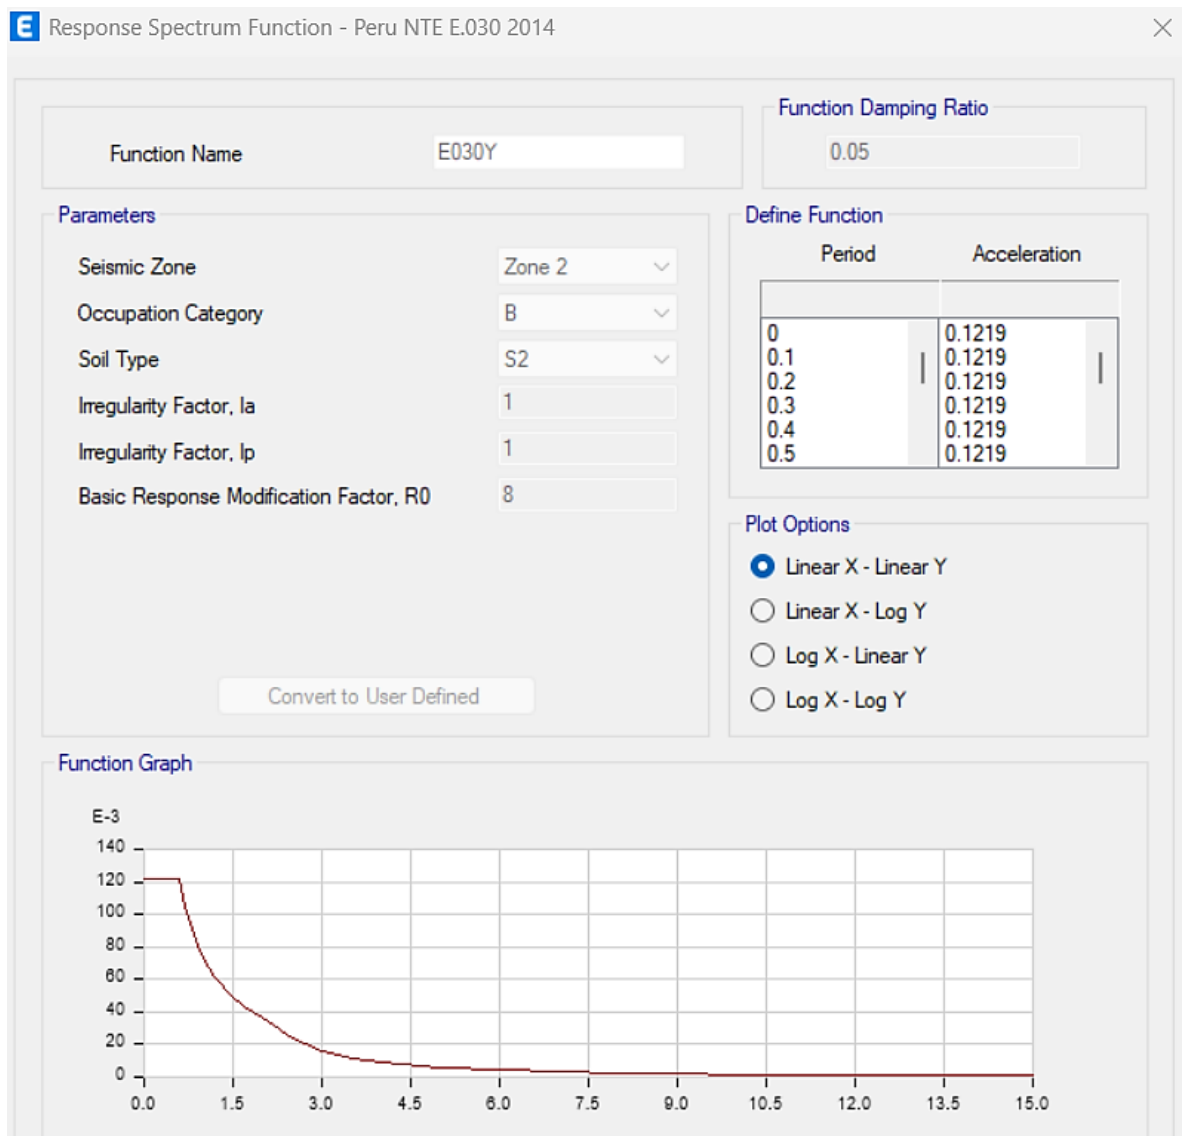 E Response Spectrum Function - Peru NTE E.030 2014
Function Name E030Y
Function Damping Ratio
0.05
Parameters
Seismic Zone Zone 2
Occupation Category B
Soil Type S2
Irregularity Factor, Ia 1
Irregularity Factor, Ip 1
Basic Response Modification Factor, R0 8
Convert to User Defined
Define Function
Period Acceleration
0 0.1219
0.1 0.1219
0.2 0.1219
0.3 0.1219
0.4 0.1219
0.5 0.1219
Plot Options
Linear X - Linear Y
Linear X - Log Y
Log X - Linear Y
Log X - Log Y
Function Graph
E-3
140
120
100
80
60
40
20
0
0.0 1.5 3.0 4.5 6.0 7.5 9.0 10.5 12.0 13.5 15.0